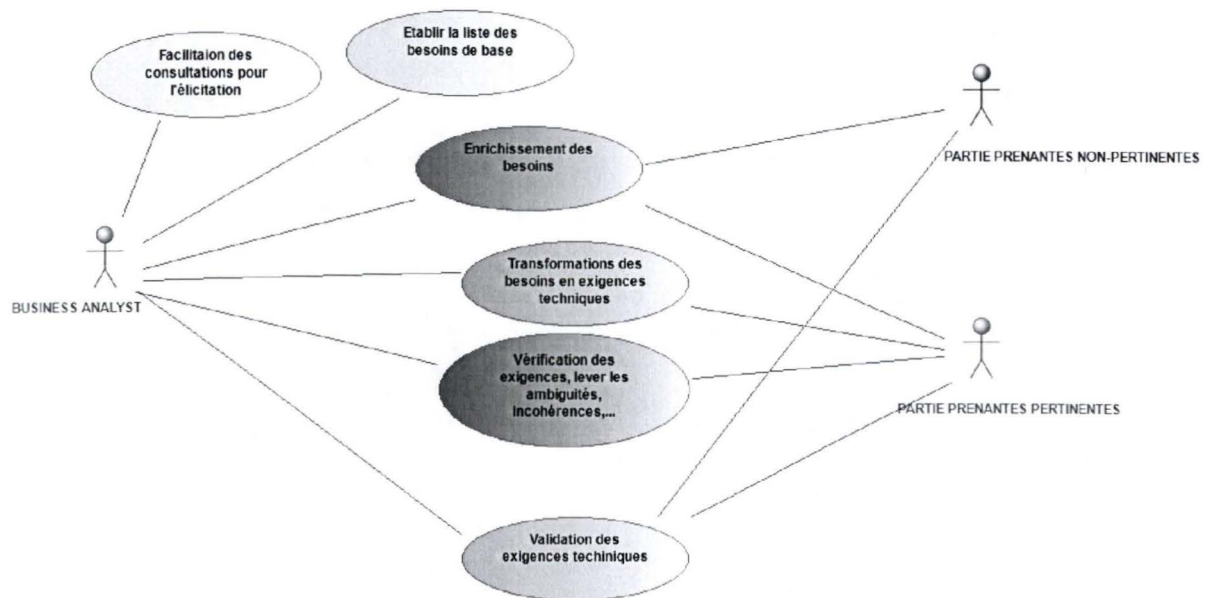 Facilitaion des
consultations pour
l'élicitation
Etablir la liste des
besoins de base
Enrichissement des
besoins
PARTIE PRENANTES NON-PERTINENTES
Transformations des
besoins en exigences
techniques
BUSINESS ANALYST
Vérification des
exigences, lever les
ambiguités,
incohérences,...
PARTIE PRENANTES PERTINENTES
Validation des
exigences techiniques